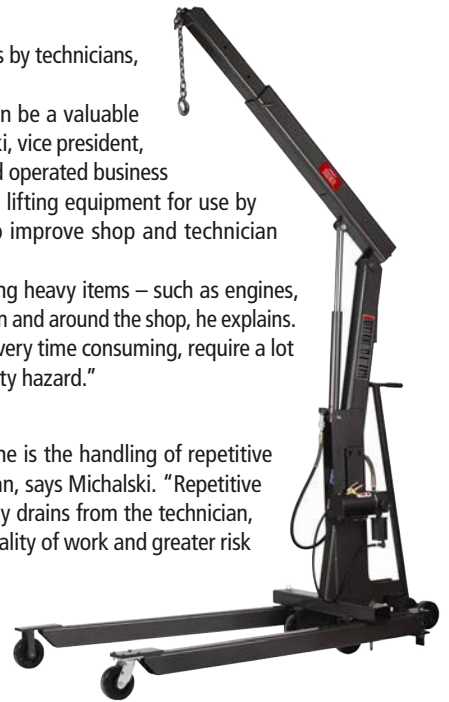 s by technicians,
n be a valuable
ki, vice president,
d operated business
lifting equipment for use by
o improve shop and technician
ng heavy items – such as engines,
n and around the shop, he explains.
very time consuming, require a lot
ty hazard."
ne is the handling of repetitive
an, says Michalski. "Repetitive
y drains from the technician,
ality of work and greater risk